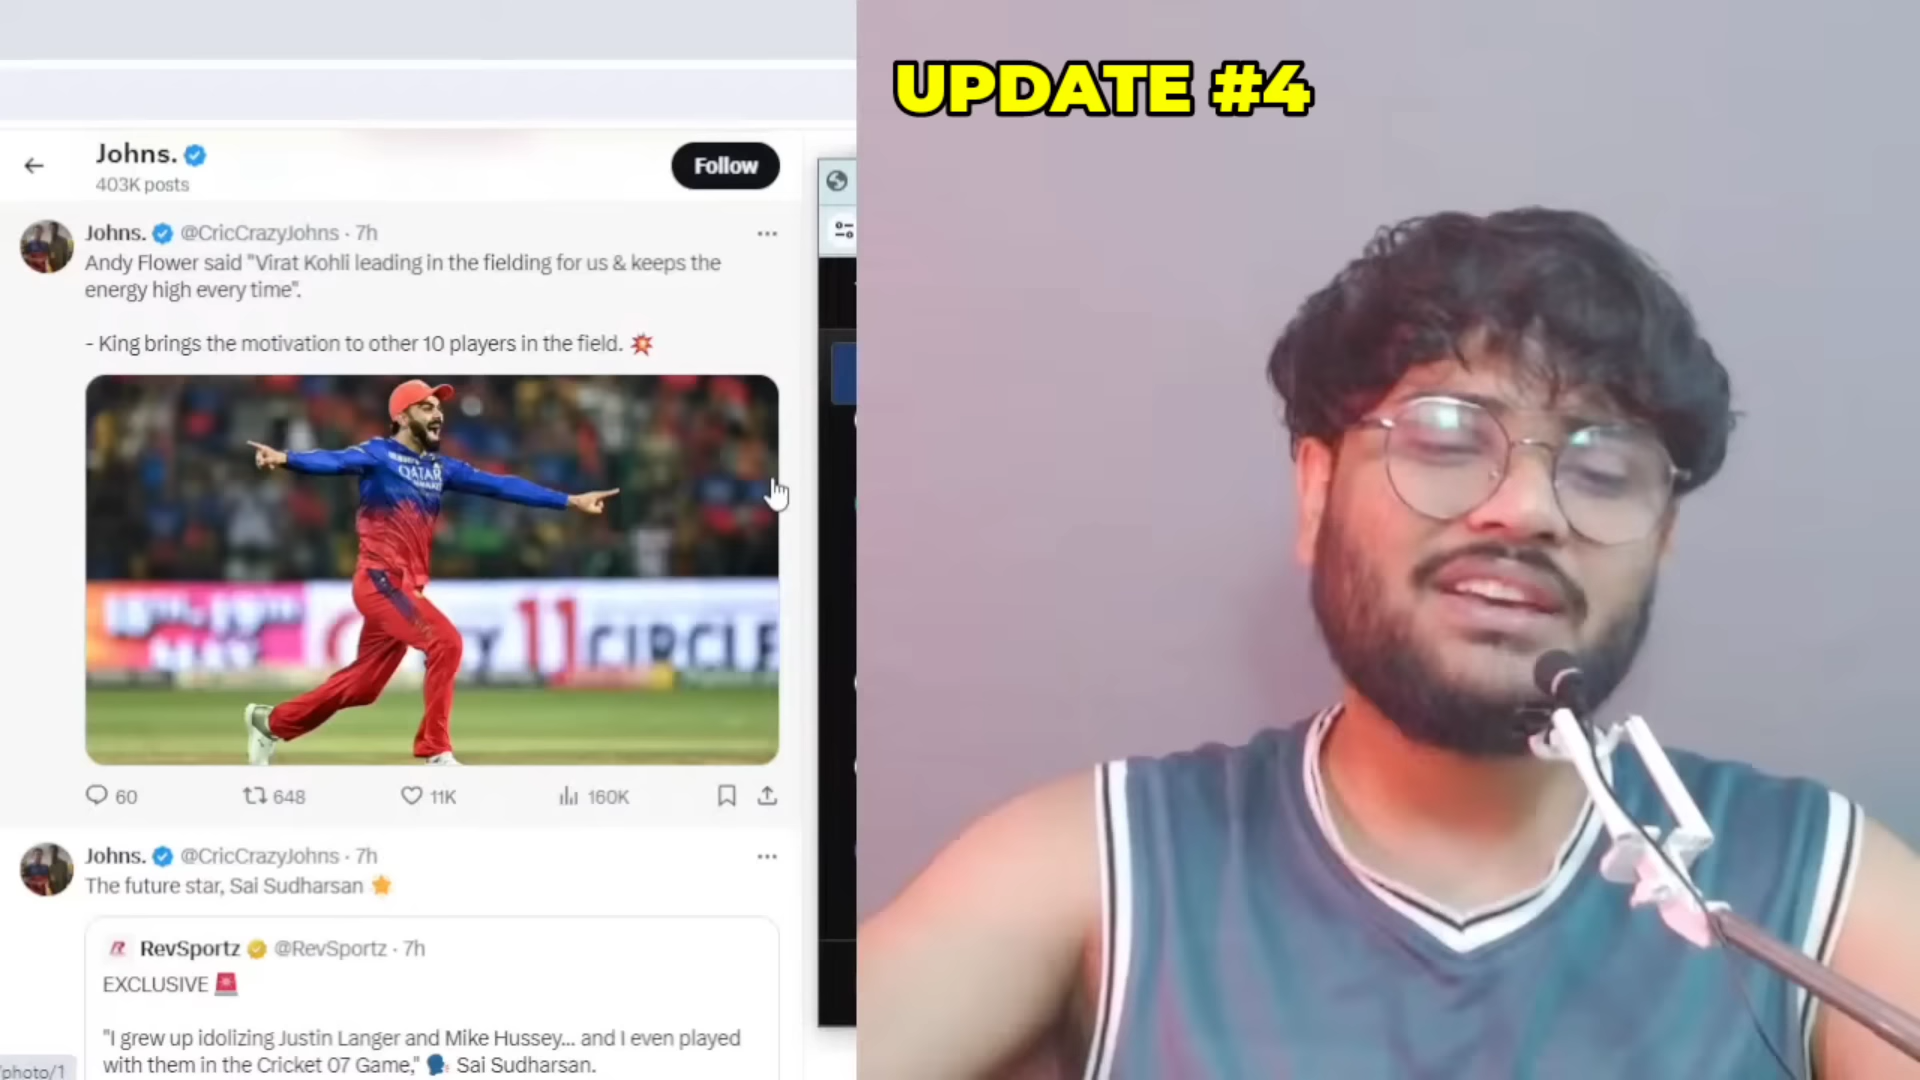 UPDATE #4
Johns.
403K posts
Follow
Johns. @CricCrazyJohns · 7h
Andy Flower said "Virat Kohli leading in the fielding for us & keeps the
energy high every time".
- King brings the motivation to other 10 players in the field.
QATAR
11 CIRCLE
60
648
11K
160K
Johns. @CricCrazyJohns · 7h
The future star, Sai Sudharsan
RevSportz @RevSportz · 7h
EXCLUSIVE
"I grew up idolizing Justin Langer and Mike Hussey... and I even played
with them in the Cricket 07 Game," Sai Sudharsan.
/photo/1